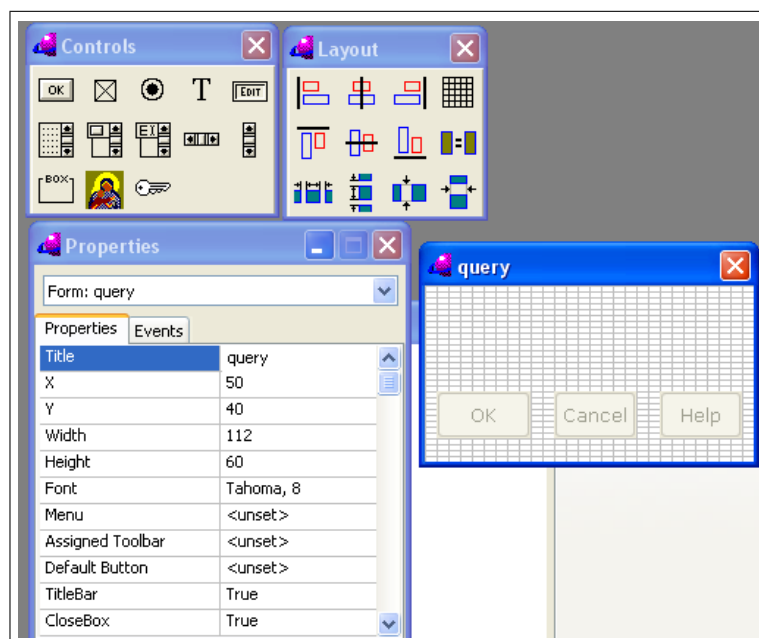 Controls
OK
T
EDIT
BOX
Layout
Properties
Form: query
Properties Events
Title query
X 50
Y 40
Width 112
Height 60
Font Tahoma, 8
Menu <unset>
Assigned Toolbar <unset>
Default Button <unset>
TitleBar True
CloseBox True
query
OK Cancel Help